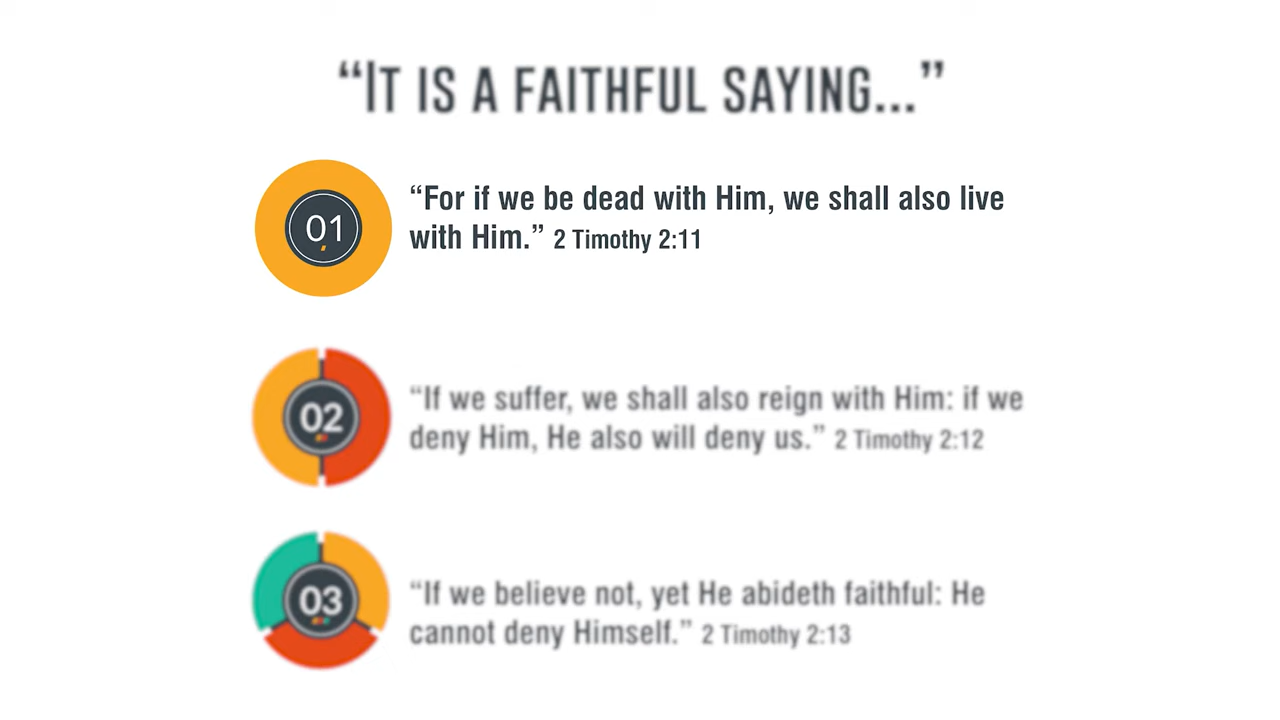 “IT IS A FAITHFUL SAYING...”
01
“For if we be dead with Him, we shall also live
with Him.” 2 Timothy 2:11
02
“If we suffer, we shall also reign with Him: if we
deny Him, He also will deny us.” 2 Timothy 2:12
03
“If we believe not, yet He abideth faithful: He
cannot deny Himself.” 2 Timothy 2:13